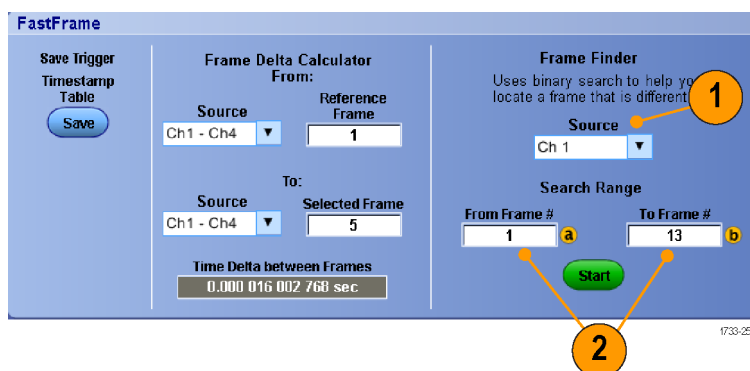 FastFrame
Save Trigger
Timestamp
Table
Save
Frame Delta Calculator
From:
Source
Reference
Frame
Ch1 - Ch4
1
To:
Source
Selected Frame
Ch1 - Ch4
5
Time Delta between Frames
0.000 016 002 768 sec
Frame Finder
Uses binary search to help
locate a frame that is different
1
Source
Ch 1
Search Range
From Frame #
To Frame #
1
a
13
b
Start
2
1733-25